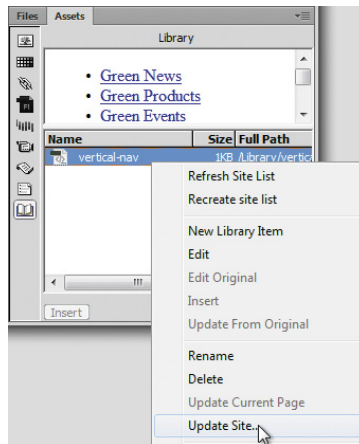 Files Assets
Library
• Green News
• Green Products
• Green Events
Name Size Full Path
vertical-nav 1KB /Library/vertica
Refresh Site List
Recreate site list
New Library Item
Edit
Edit Original
Insert
Update From Original
Rename
Delete
Update Current Page
Update Site...
Insert